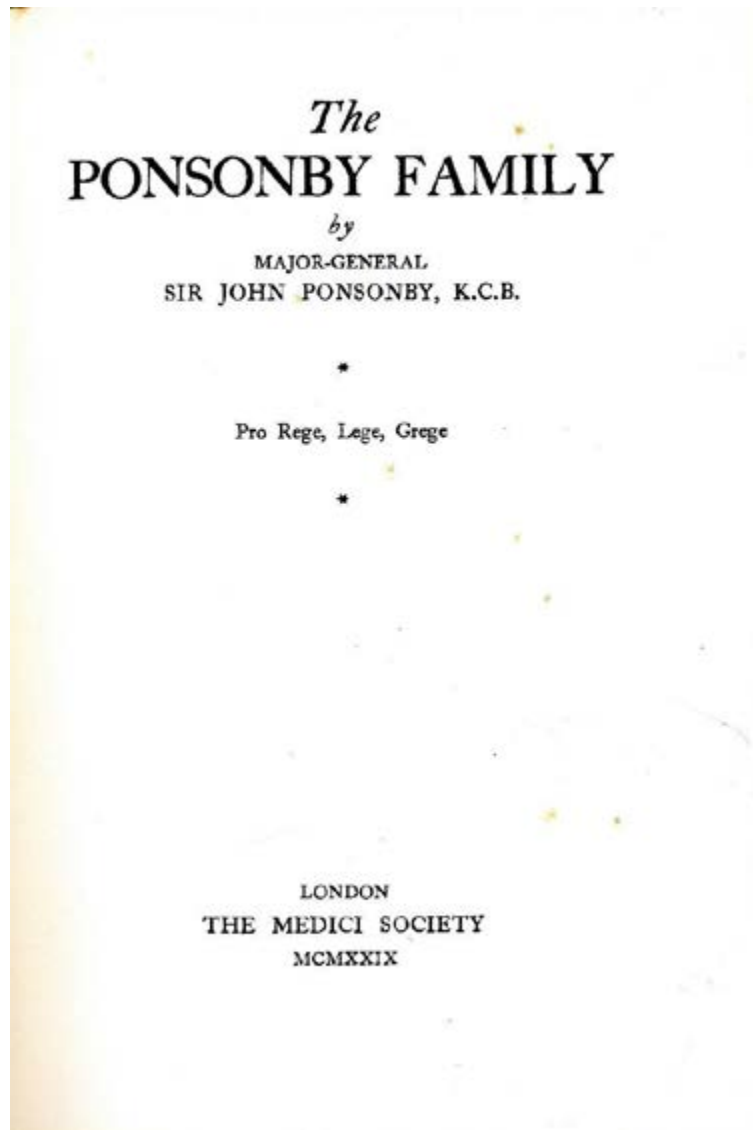 The
PONSONBY FAMILY
by
MAJOR-GENERAL
SIR JOHN PONSONBY, K.C.B.
*
Pro Rege, Lege, Grege
*
LONDON
THE MEDICI SOCIETY
MCMXXIX